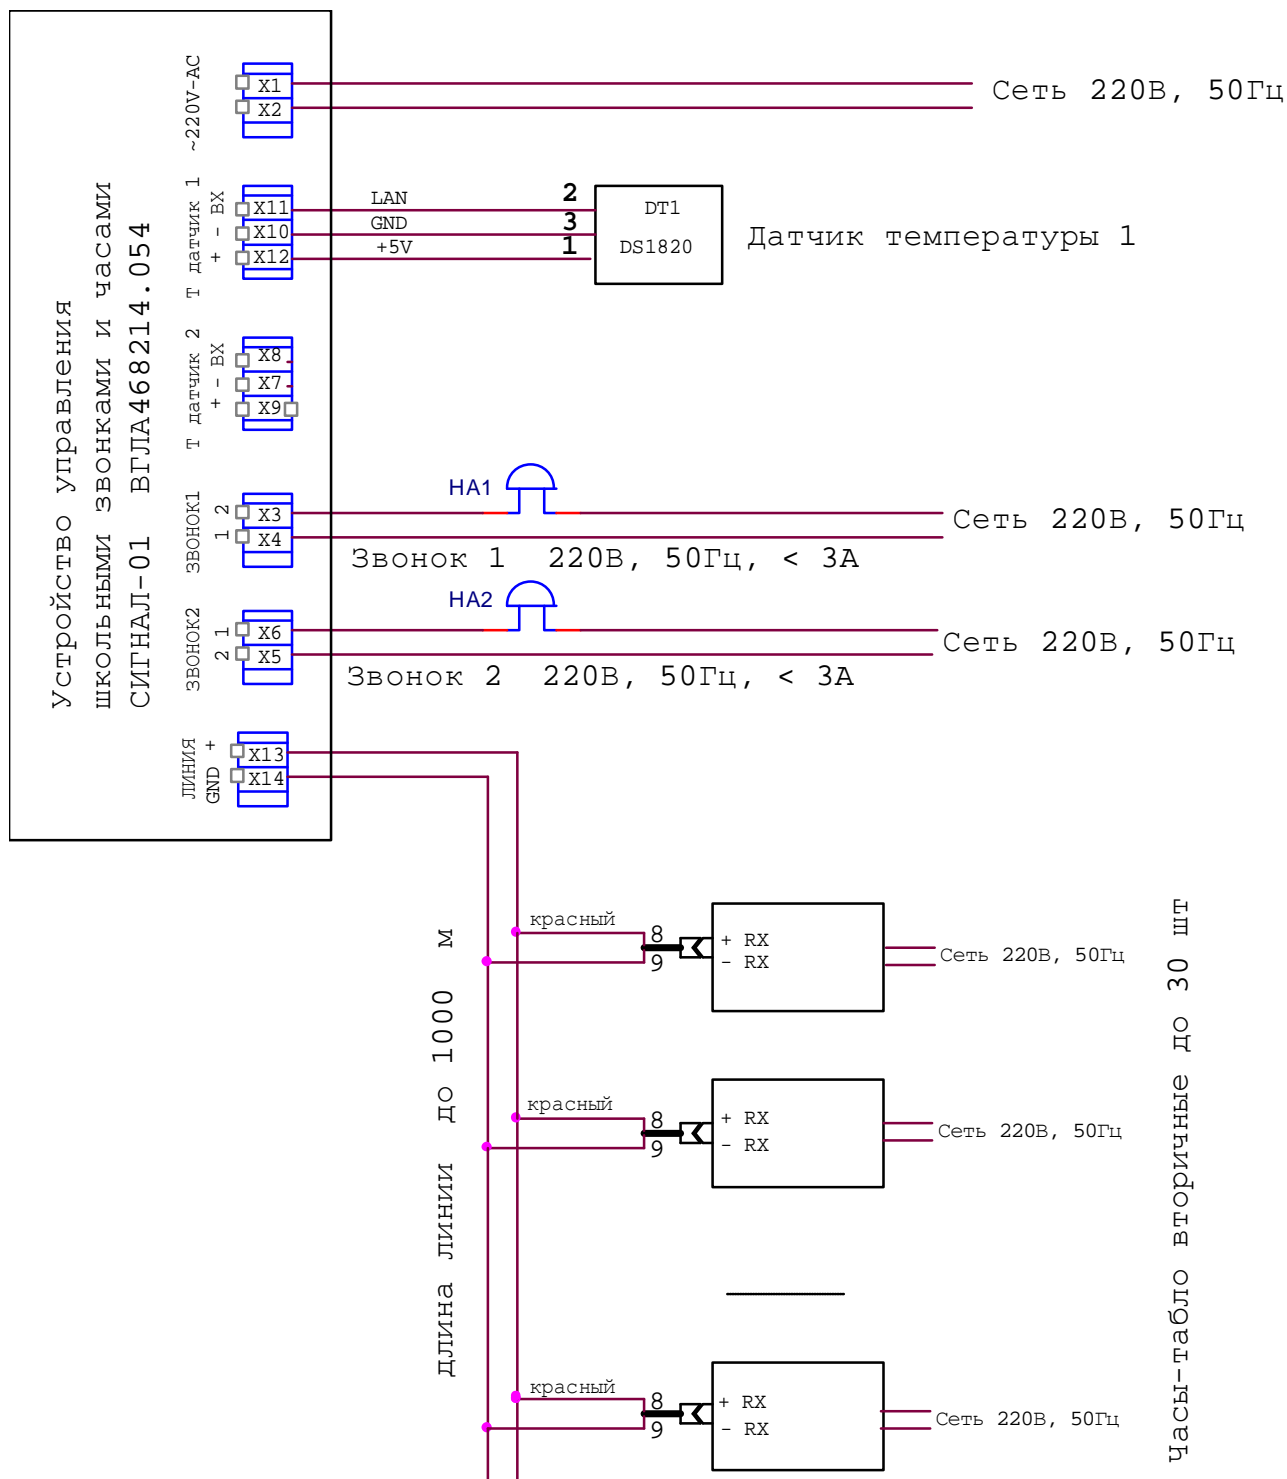 Устройство управления
школьными звонками и часами
СИГНАЛ-01 ВГЛА468214.054
~220V-AC
X1
X2
Сеть 220В, 50Гц
Т датчик 1
+ - ВХ
X11
X10
X12
LAN
GND
+5V
2
3
1
DT1
DS1820
Датчик температуры 1
Т датчик 2
+ - ВХ
X8
X7
X9
ЗВОНОК1
1 2
X3
X4
HA1
Сеть 220В, 50Гц
Звонок 1 220В, 50Гц, < 3А
ЗВОНОК2
2 1
X6
X5
HA2
Сеть 220В, 50Гц
Звонок 2 220В, 50Гц, < 3А
ЛИНИЯ
GND +
X13
X14
длина линии до 1000 м
красный
8
9
+ RX
- RX
Сеть 220В, 50Гц
красный
8
9
+ RX
- RX
Сеть 220В, 50Гц
красный
8
9
+ RX
- RX
Сеть 220В, 50Гц
Часы-табло вторичные до 30 шт